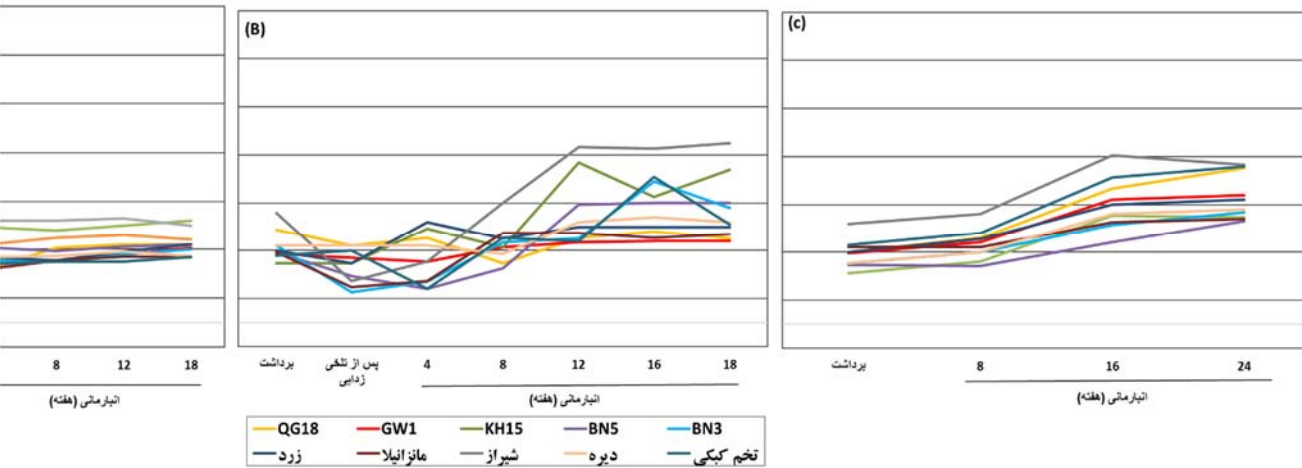 (B)
(c)
8 12 18
انبارمانی (هفته)
برداشت پس از تلخی زدایی 4 8 12 16 18
انبارمانی (هفته)
برداشت 8 16 24
انبارمانی (هفته)
QG18 GW1 KH15 BN5 BN3
زرد مانزانیلا شیراز دیره تخم کبکی